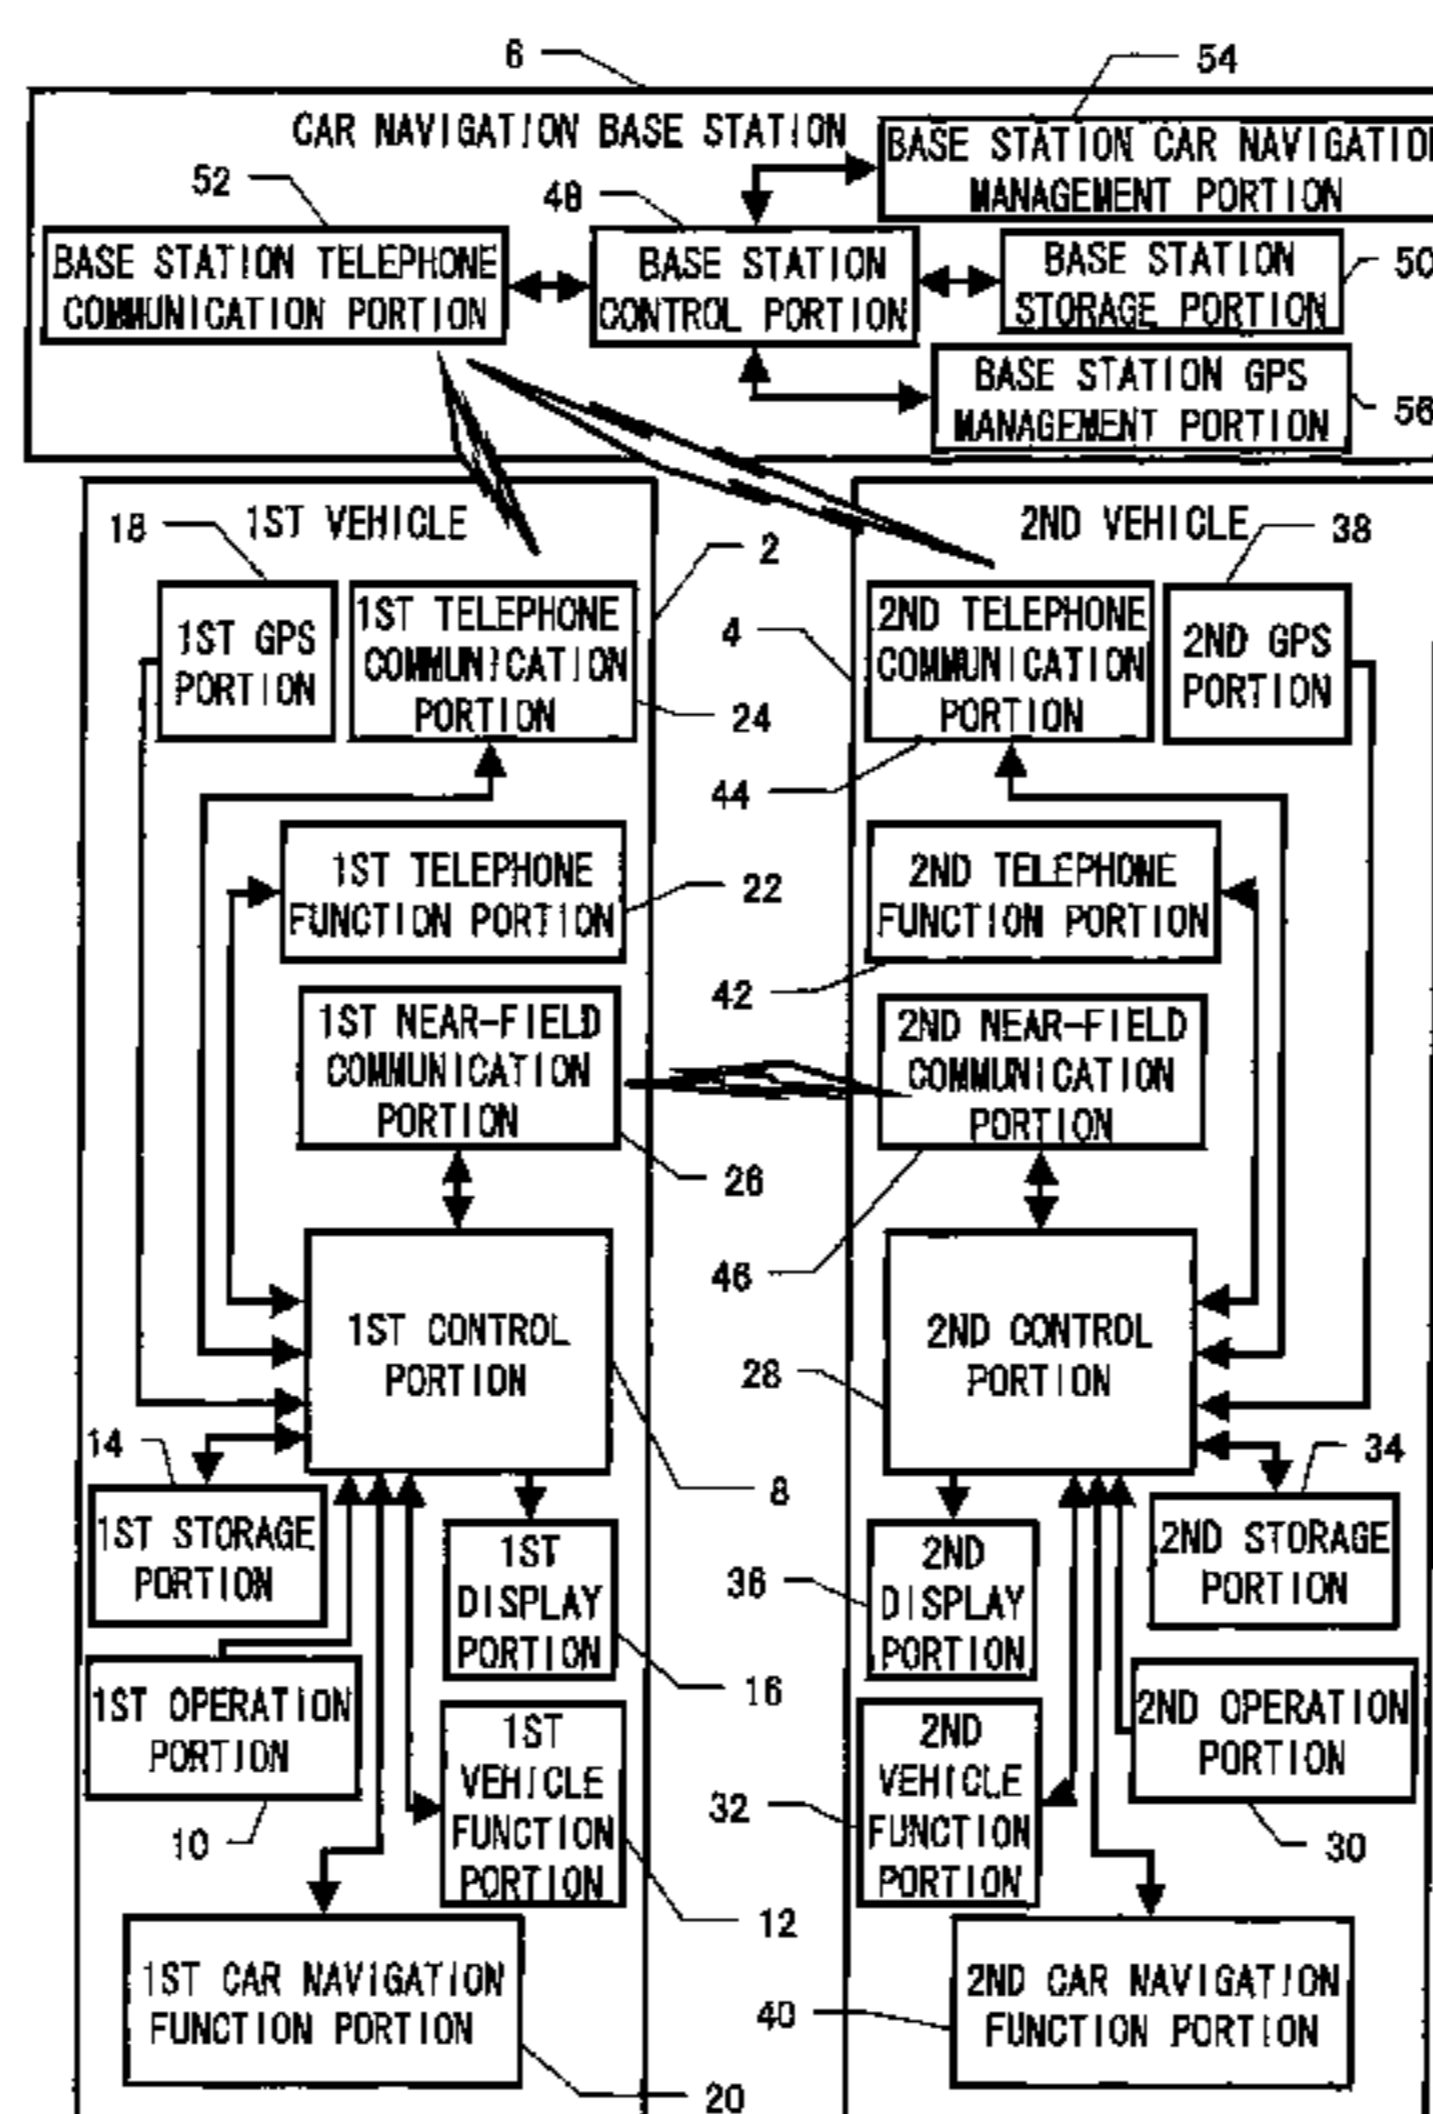 6
54
CAR NAVIGATION BASE STATION
BASE STATION CAR NAVIGATIO
MANAGEMENT PORTION
52
48
BASE STATION TELEPHONE
COMMUNICATION PORTION
BASE STATION
CONTROL PORTION
BASE STATION
STORAGE PORTION
50
BASE STATION GPS
MANAGEMENT PORTION
56
1ST VEHICLE
18
2
2ND VEHICLE
38
1ST GPS
PORTION
1ST TELEPHONE
COMMUNICATION
PORTION
24
4
2ND TELEPHONE
COMMUNICATION
PORTION
2ND GPS
PORTION
44
1ST TELEPHONE
FUNCTION PORTION
22
2ND TELEPHONE
FUNCTION PORTION
42
1ST NEAR-FIELD
COMMUNICATION
PORTION
26
2ND NEAR-FIELD
COMMUNICATION
PORTION
46
1ST CONTROL
PORTION
8
2ND CONTROL
PORTION
28
14
1ST STORAGE
PORTION
34
2ND STORAGE
PORTION
1ST
DISPLAY
PORTION
16
36
2ND
DISPLAY
PORTION
1ST OPERATION
PORTION
10
2ND OPERATION
PORTION
30
1ST
VEHICLE
FUNCTION
PORTION
12
32
2ND
VEHICLE
FUNCTION
PORTION
1ST CAR NAVIGATION
FUNCTION PORTION
20
40
2ND CAR NAVIGATION
FUNCTION PORTION